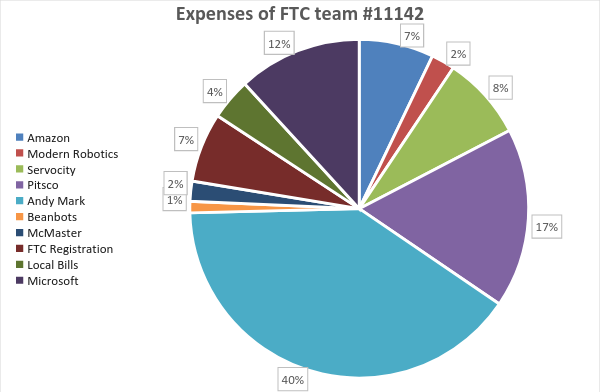 Expenses of FTC team #11142
7%
2%
12%
8%
4%
7%
2%
1%
17%
40%
Amazon
Modern Robotics
Servocity
Pitsco
Andy Mark
Beanbots
McMaster
FTC Registration
Local Bills
Microsoft